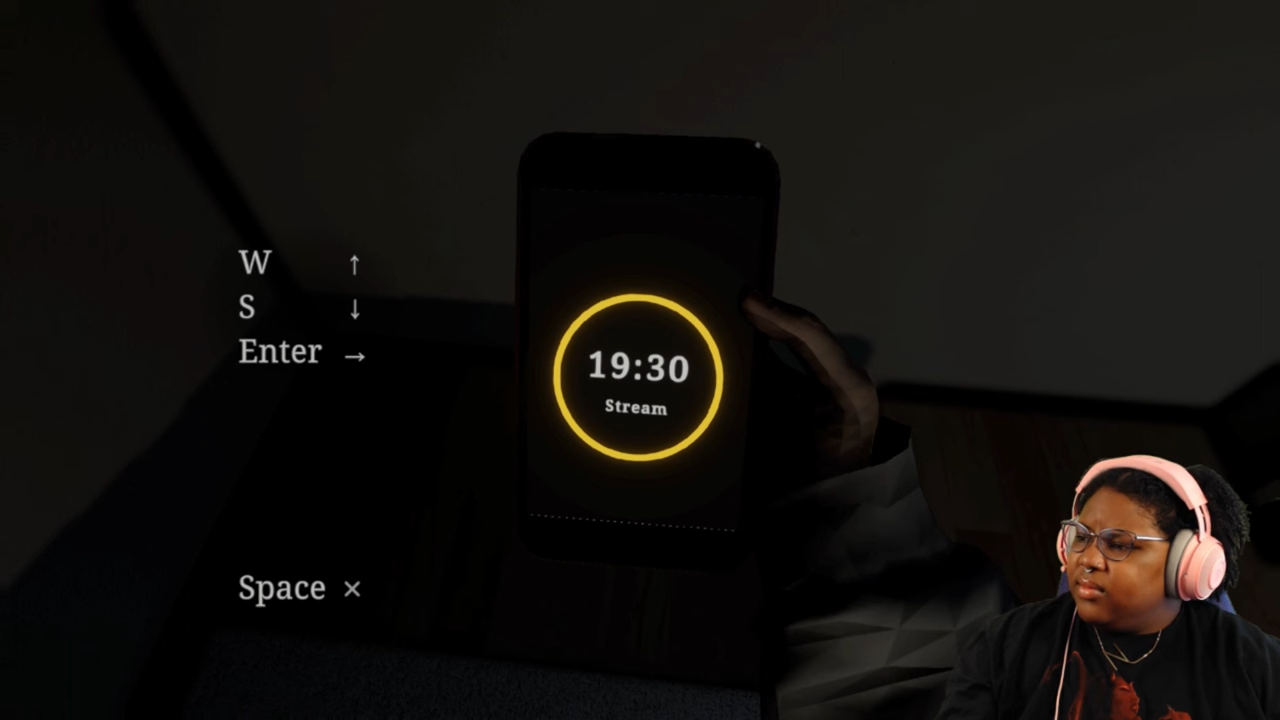 W ↑
S ↓
Enter →
19:30
Stream
Space ×